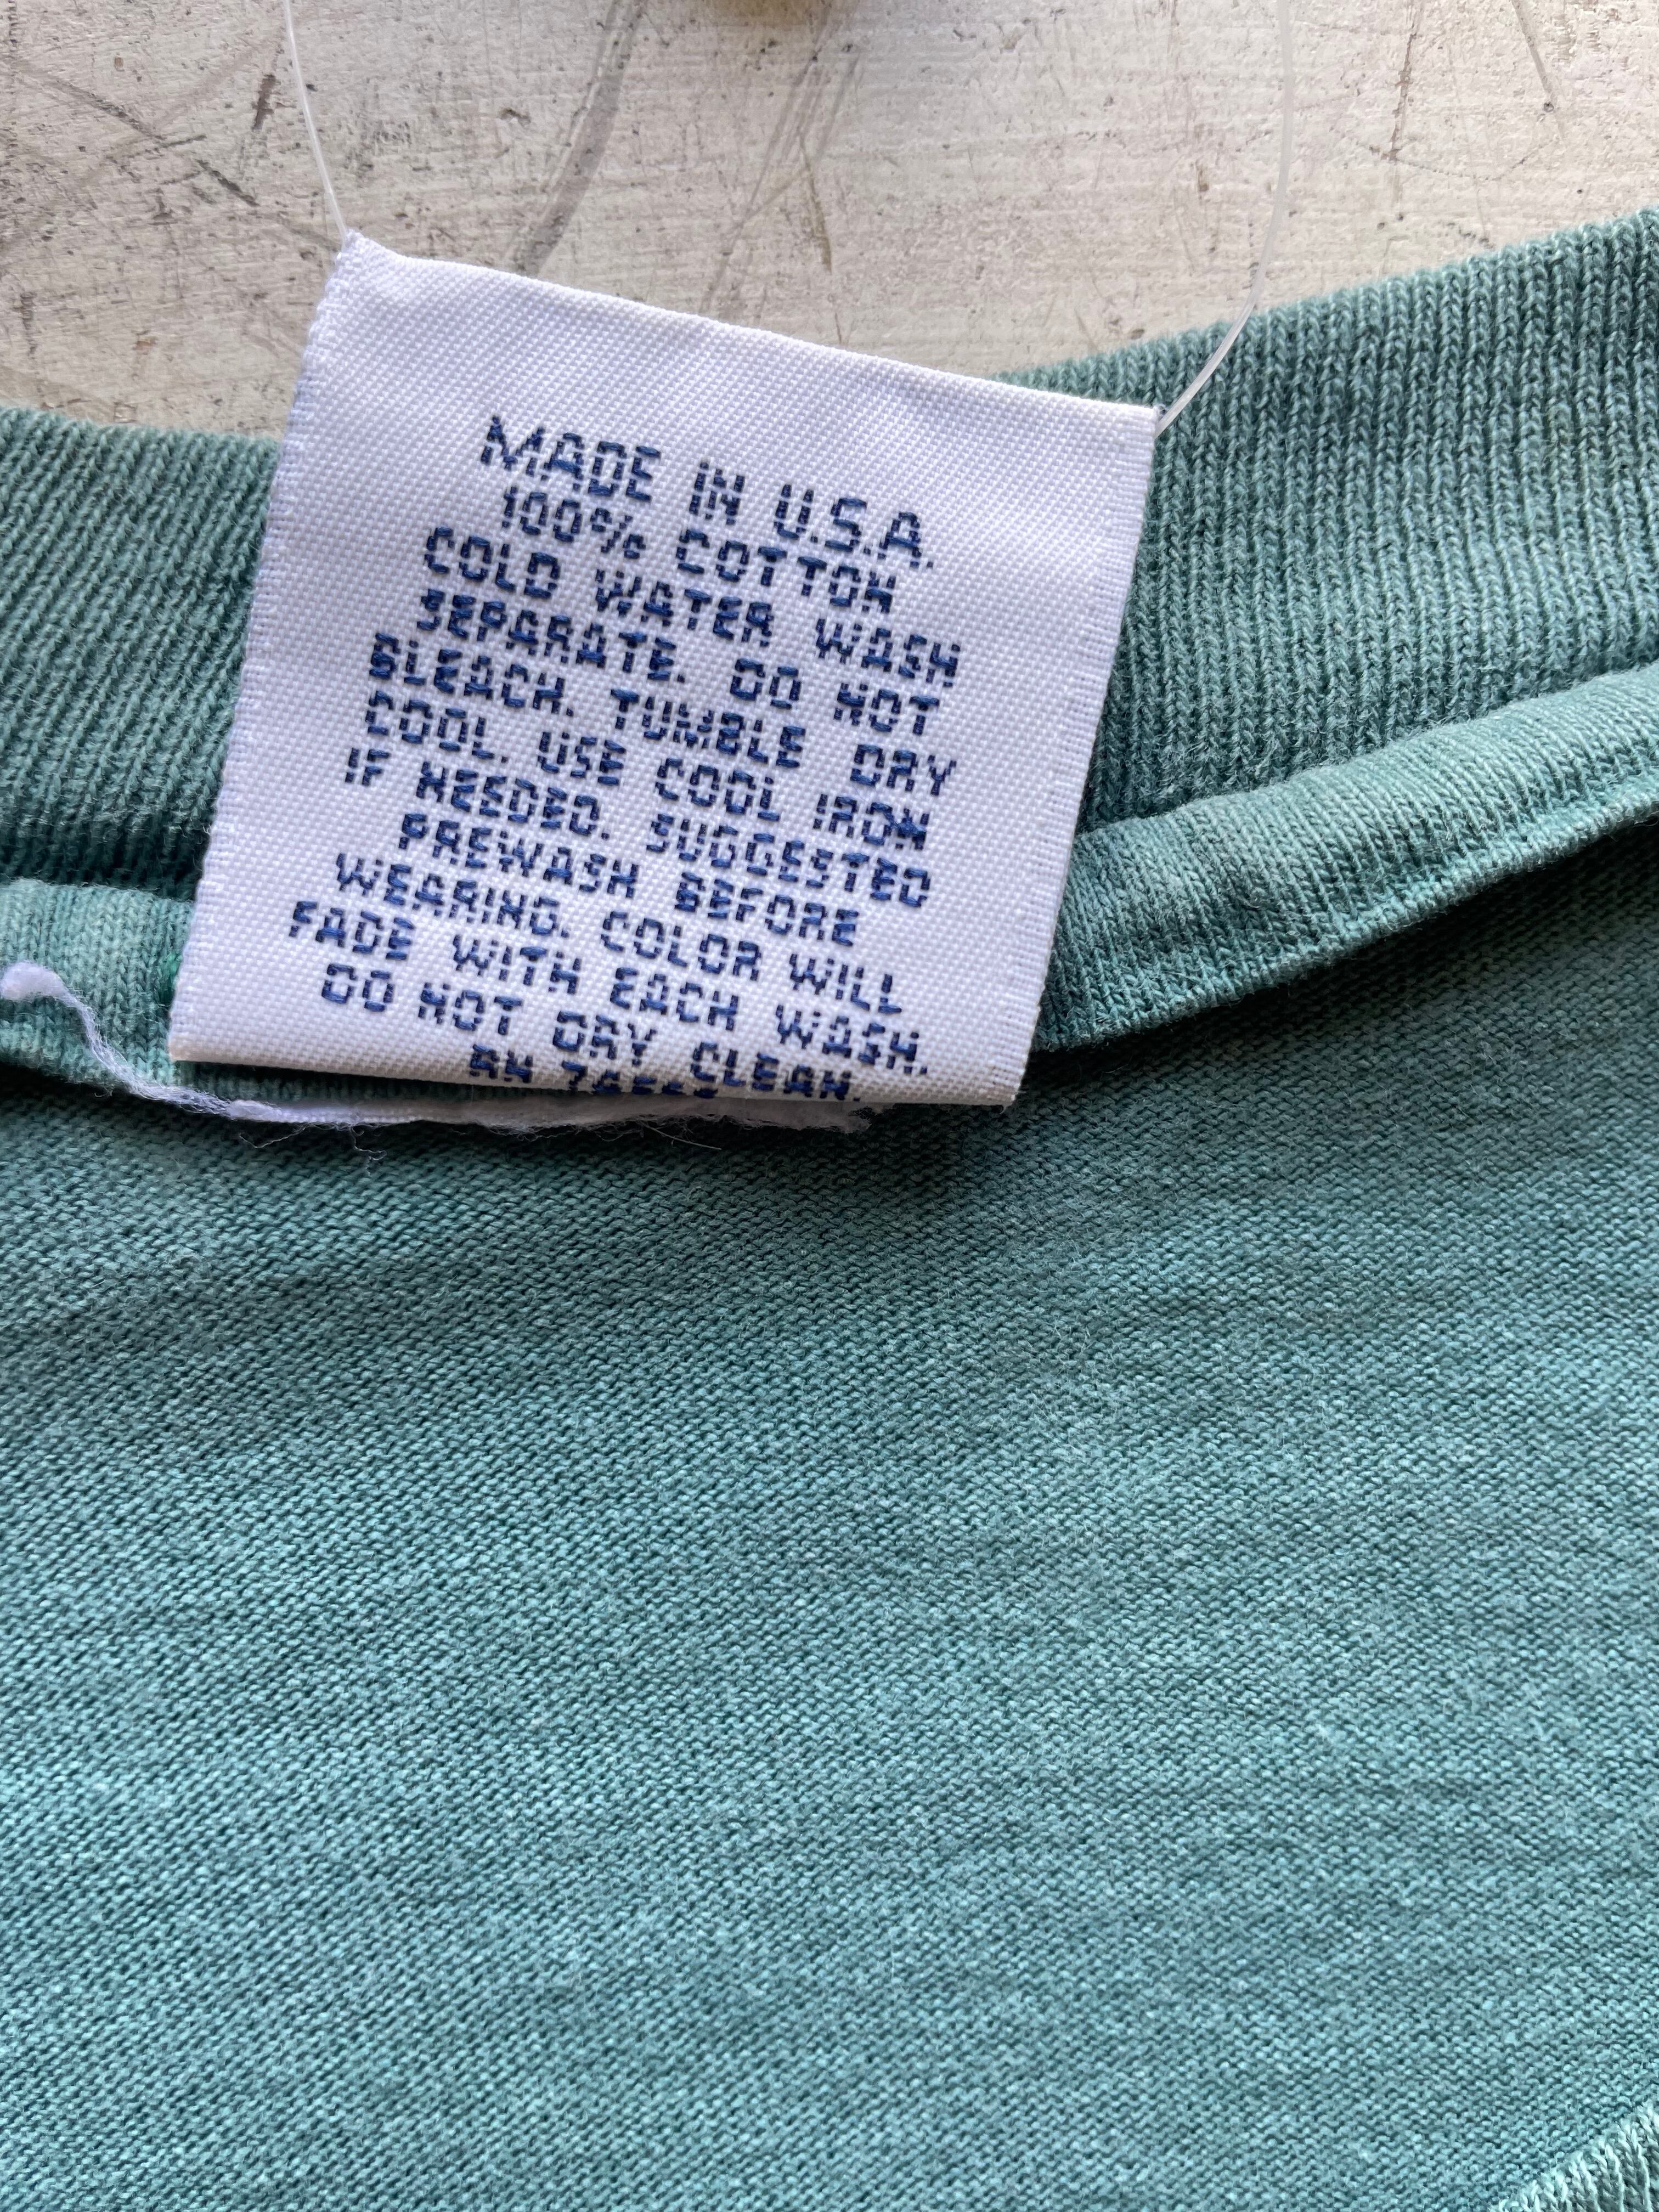 MADE IN U.S.A.
100% COTTON
COLD WATER WASH
SEPARATE. DO NOT
BLEACH. TUMBLE DRY
COOL. USE COOL IRON
IF NEEDED. SUGGESTED
PREWASH BEFORE
WEARING. COLOR WILL
FADE WITH EACH WASH.
DO NOT DRY CLEAN.
RN